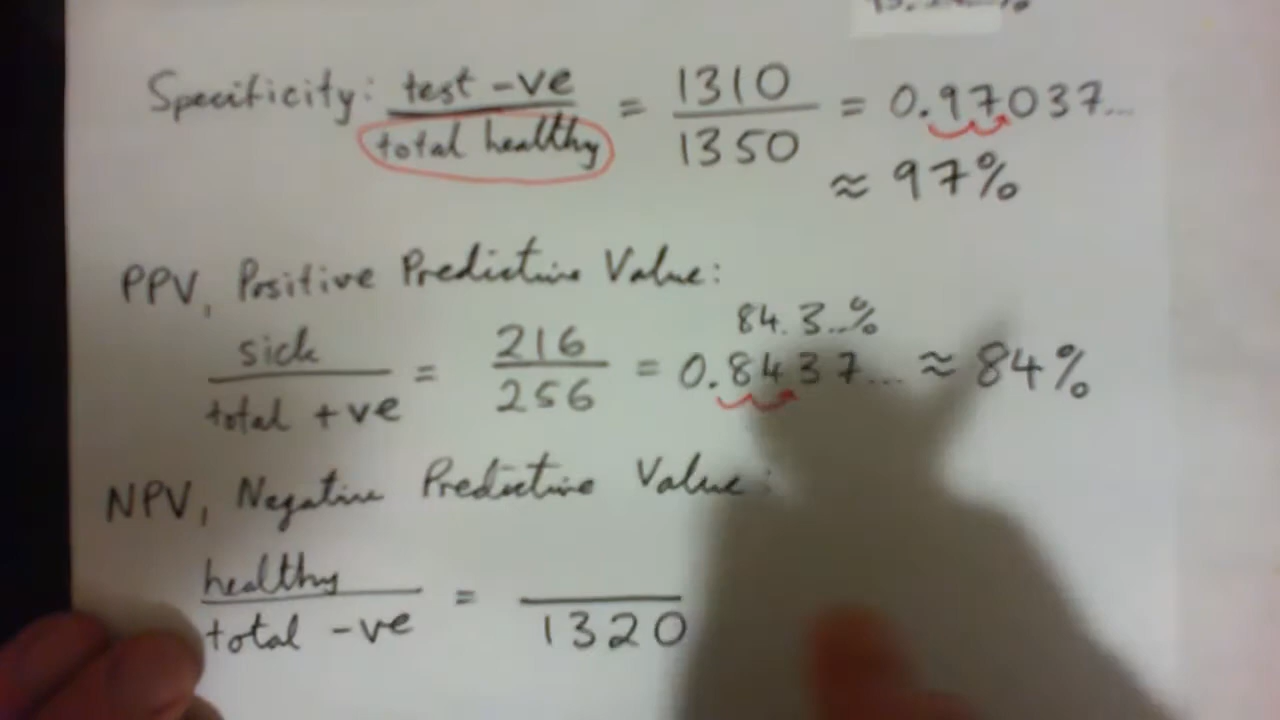 Specificity: test -ve / total healthy = 1310 / 1350 = 0.97037...
≈ 97%
PPV, Positive Predictive Value:
84.3...%
sick / total +ve = 216 / 256 = 0.8437... ≈ 84%
NPV, Negative Predictive Value:
healthy / total -ve = / 1320